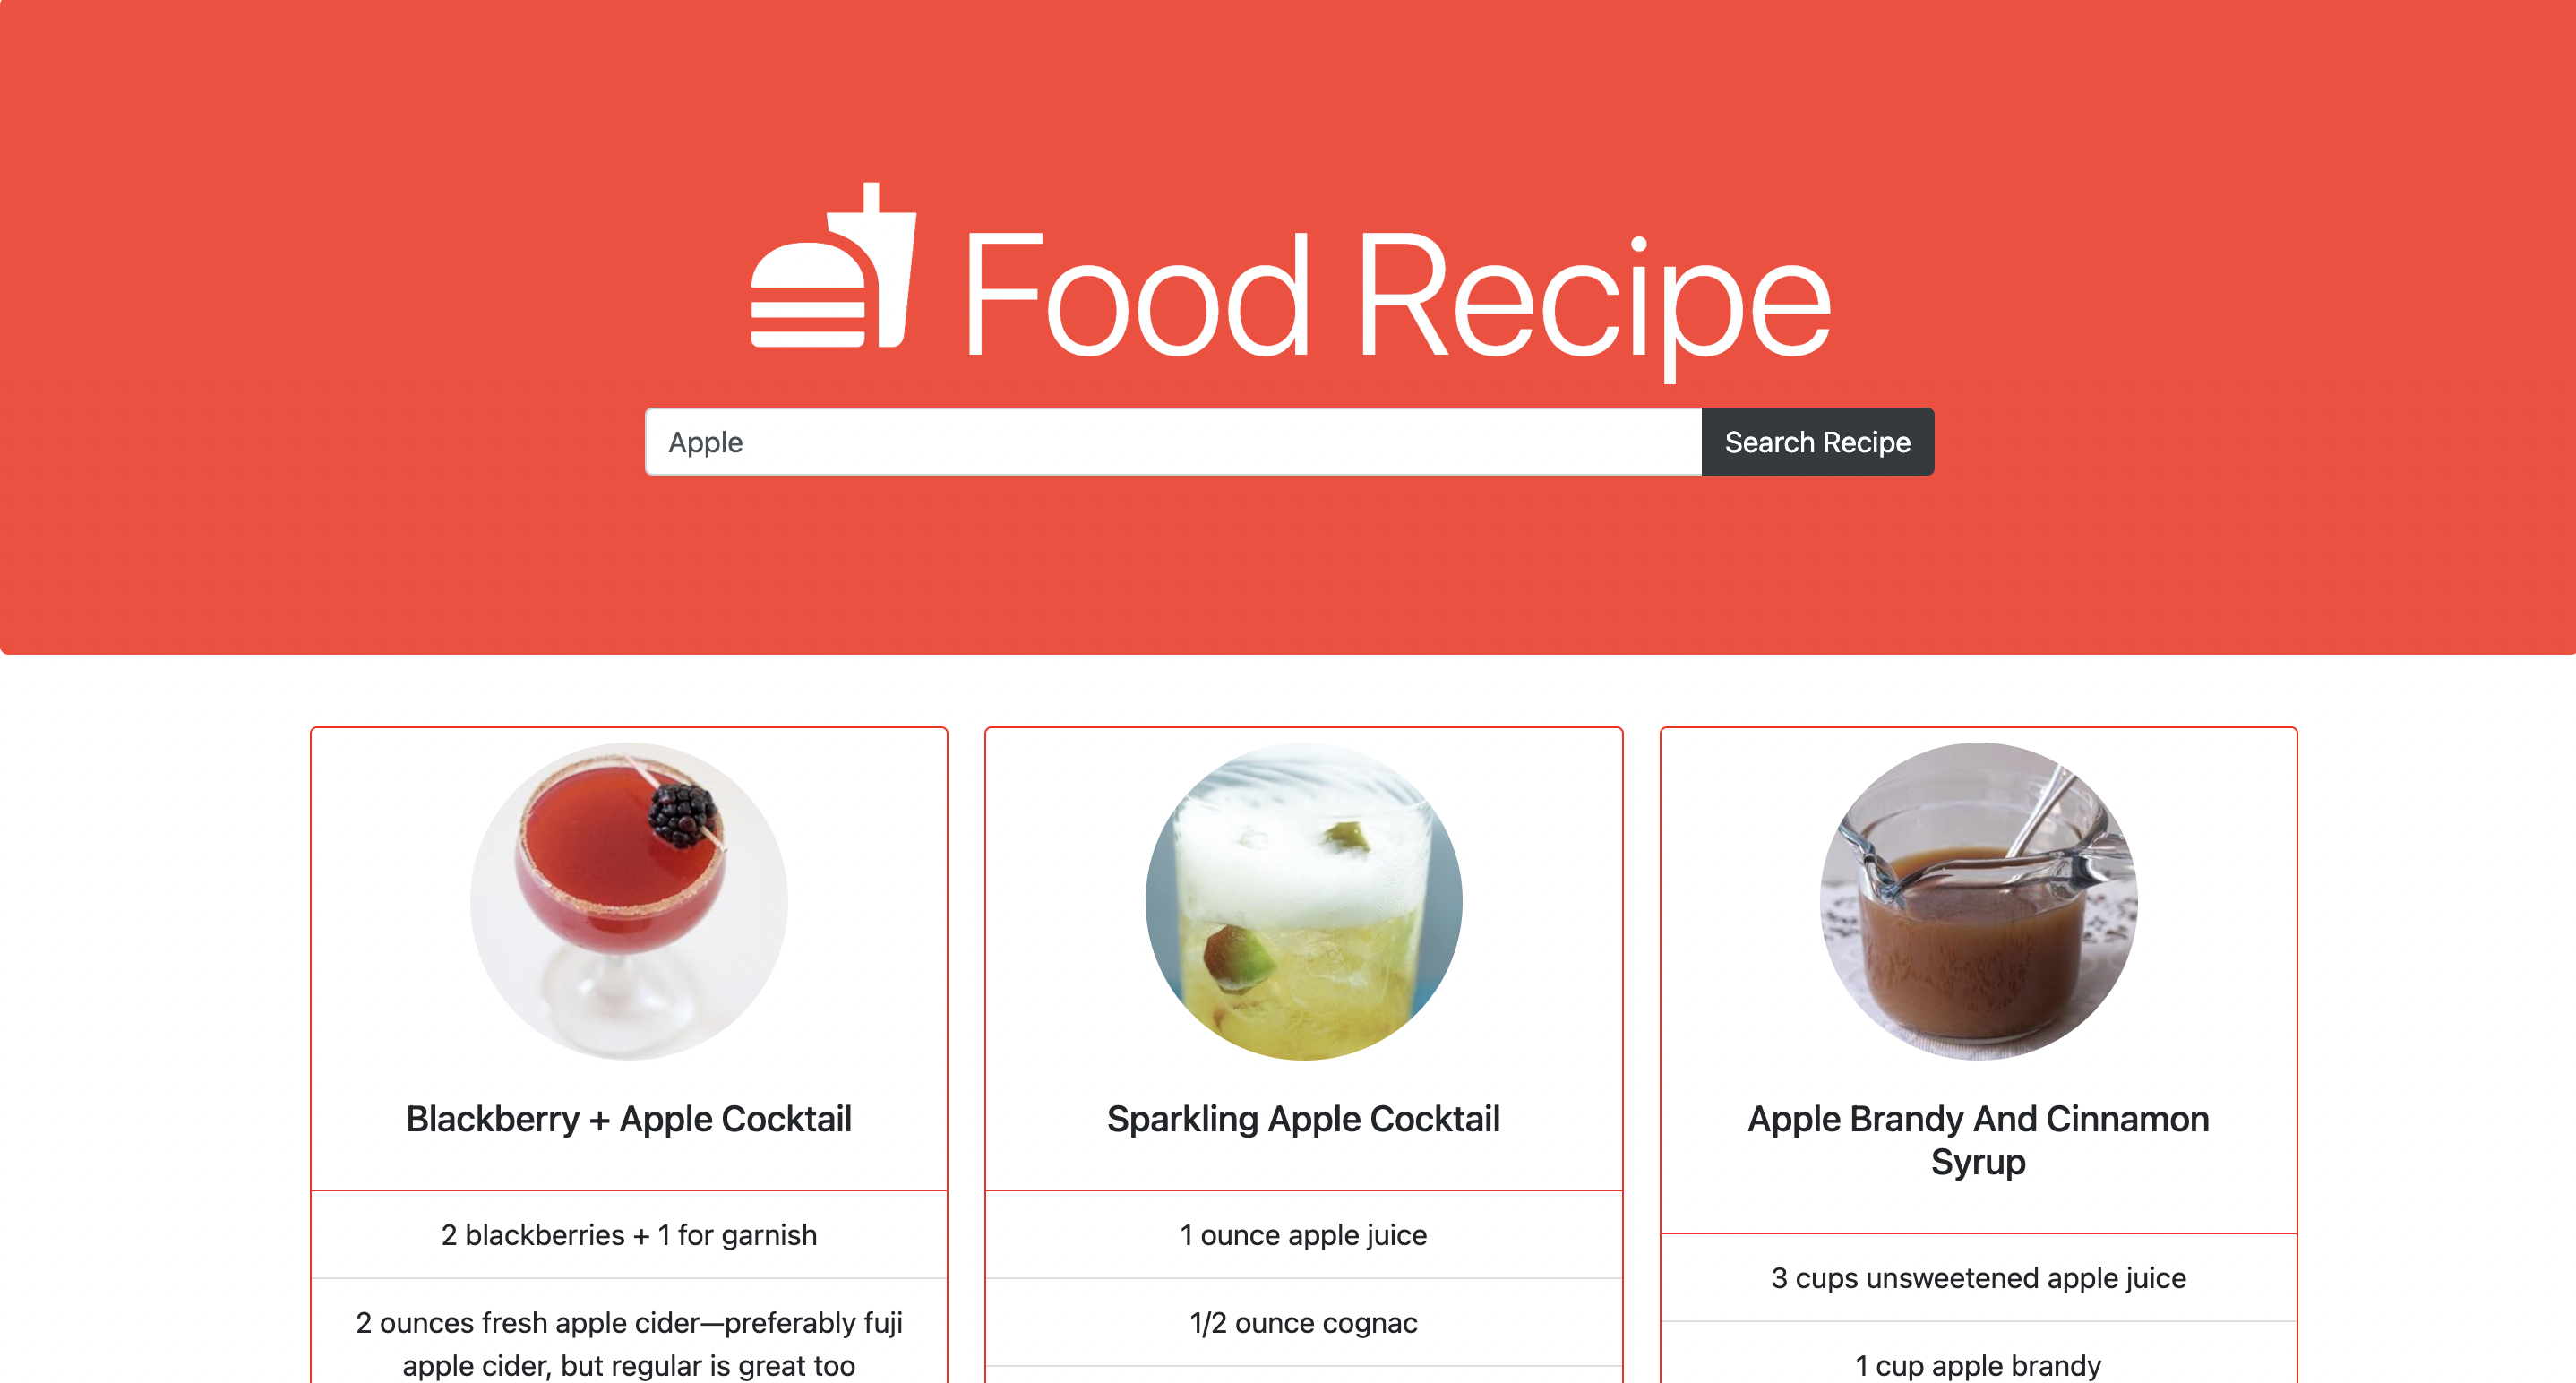 Food Recipe
Apple
Search Recipe
Blackberry + Apple Cocktail
2 blackberries + 1 for garnish
2 ounces fresh apple cider—preferably fuji
apple cider, but regular is great too
Sparkling Apple Cocktail
1 ounce apple juice
1/2 ounce cognac
Apple Brandy And Cinnamon
Syrup
3 cups unsweetened apple juice
1 cup apple brandy